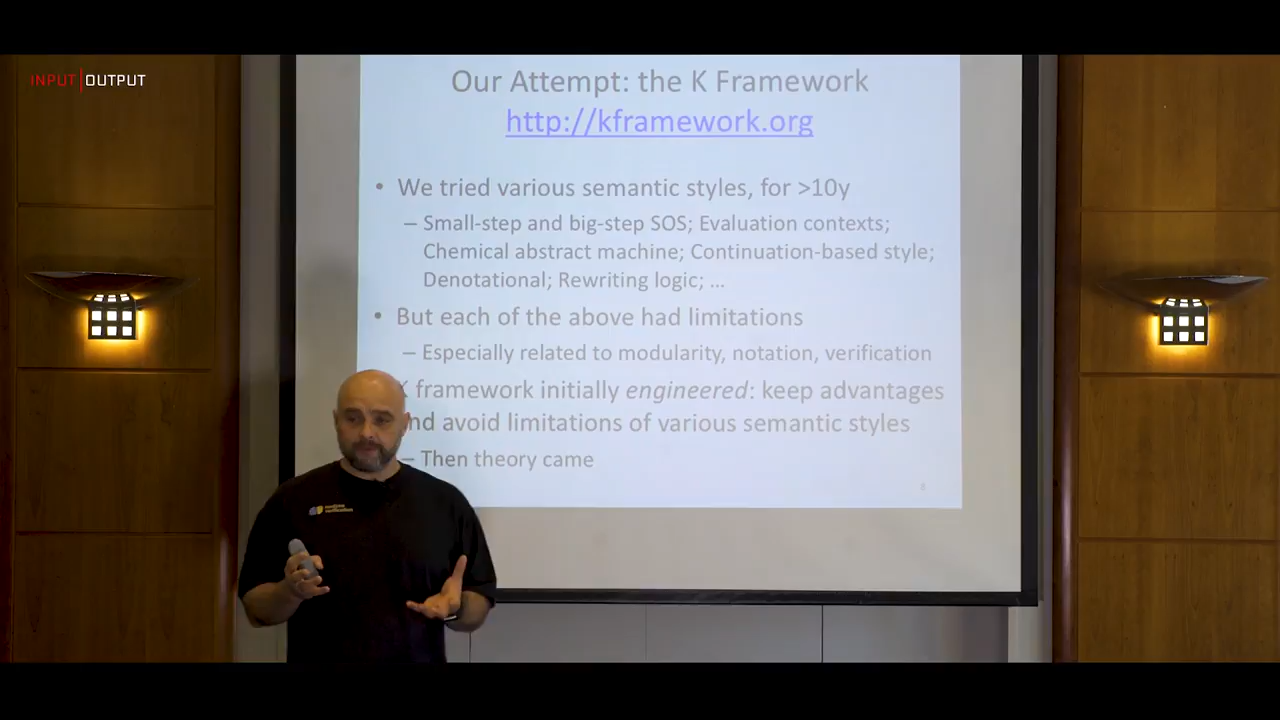 INPUT|OUTPUT
Our Attempt: the K Framework
http://kframework.org
• We tried various semantic styles, for >10y
– Small-step and big-step SOS; Evaluation contexts;
Chemical abstract machine; Continuation-based style;
Denotational; Rewriting logic; ...
• But each of the above had limitations
– Especially related to modularity, notation, verification
framework initially engineered: keep advantages
nd avoid limitations of various semantic styles
– Then theory came
runtime
verification